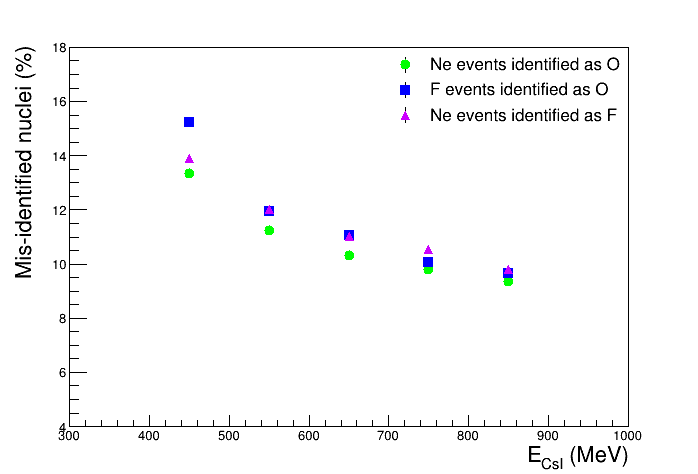 Mis-identified nuclei (%)
18
16
14
12
10
8
6
4
Ne events identified as O
F events identified as O
Ne events identified as F
300 400 500 600 700 800 900 1000
E_CsI (MeV)